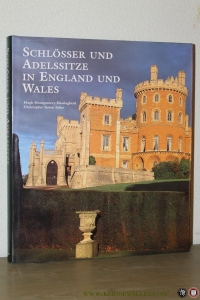 SCHLÖSSER UND
ADELSSITZE
IN ENGLAND UND
WALES
Hugh Montgomery-Massingberd
Christopher Simon Sykes